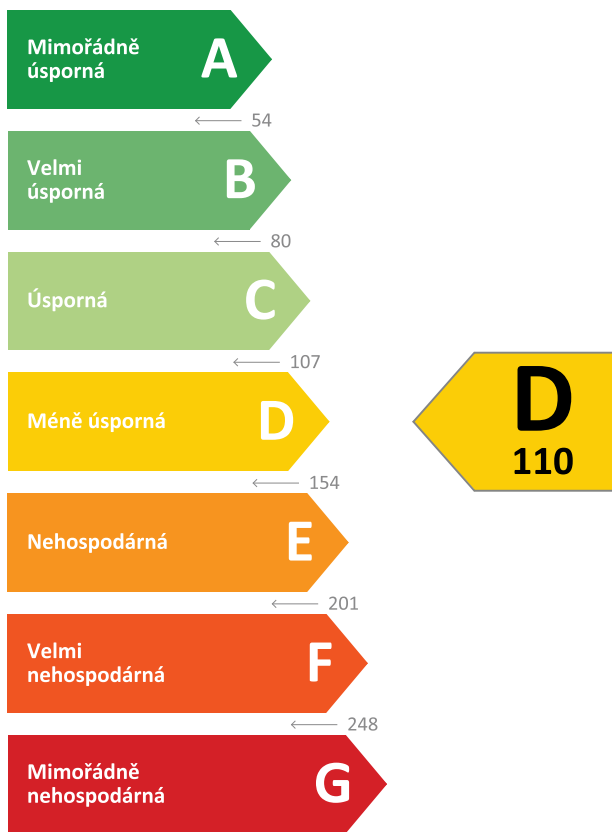 Mimořádně
úsporná
A
54
Velmi
úsporná
B
80
Úsporná
C
107
Méně úsporná
D
D
110
154
Nehospodárná
E
201
Velmi
nehospodárná
F
248
Mimořádně
nehospodárná
G